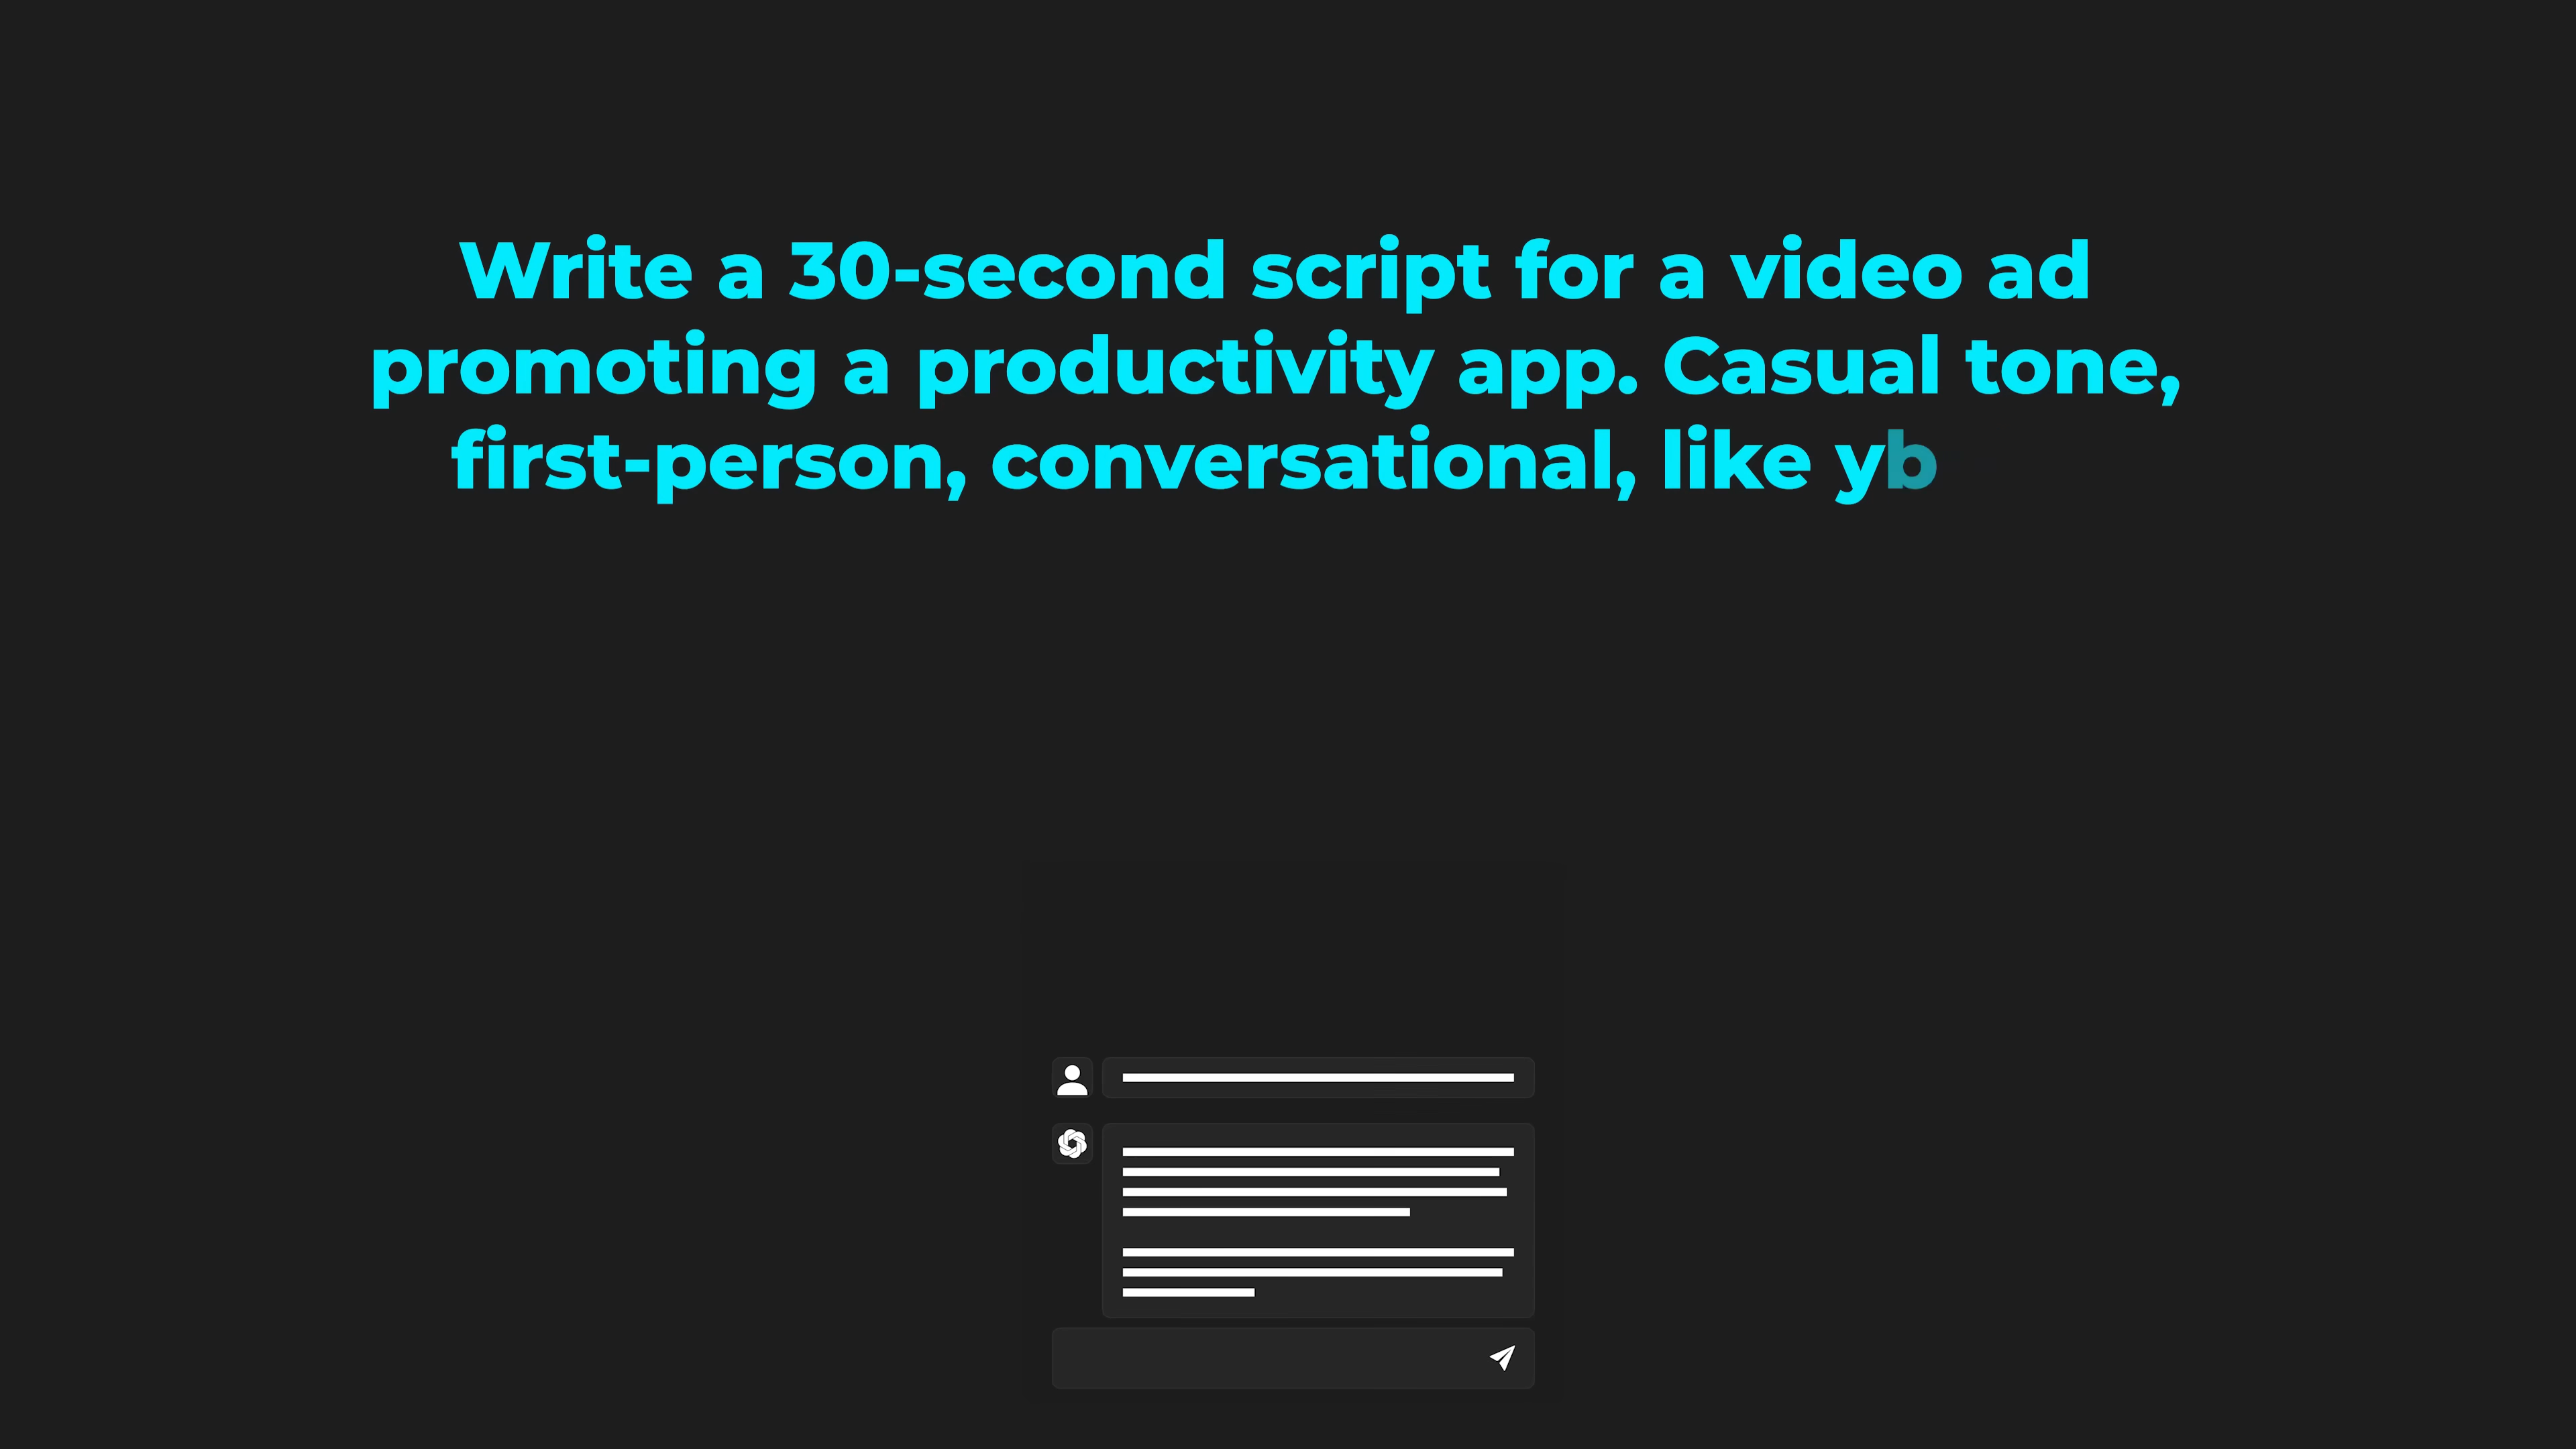 Write a 30-second script for a video ad
promoting a productivity app. Casual tone,
first-person, conversational, like yb